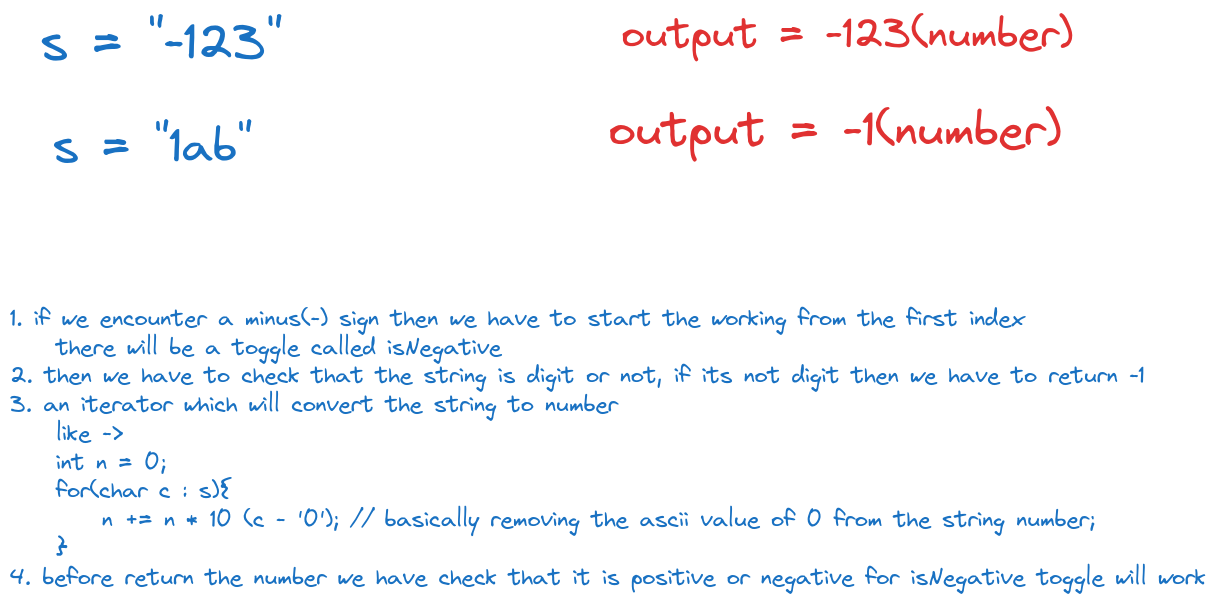 s = "-123" output = -123(number)
s = "1ab" output = -1(number)
1. if we encounter a minus(-) sign then we have to start the working from the first index
there will be a toggle called isNegative
2. then we have to check that the string is digit or not, if its not digit then we have to return -1
3. an iterator which will convert the string to number
like ->
int n = 0;
for(char c : s){
n += n * 10 (c - '0'); // basically removing the ascii value of 0 from the string number;
}
4. before return the number we have check that it is positive or negative for isNegative toggle will work